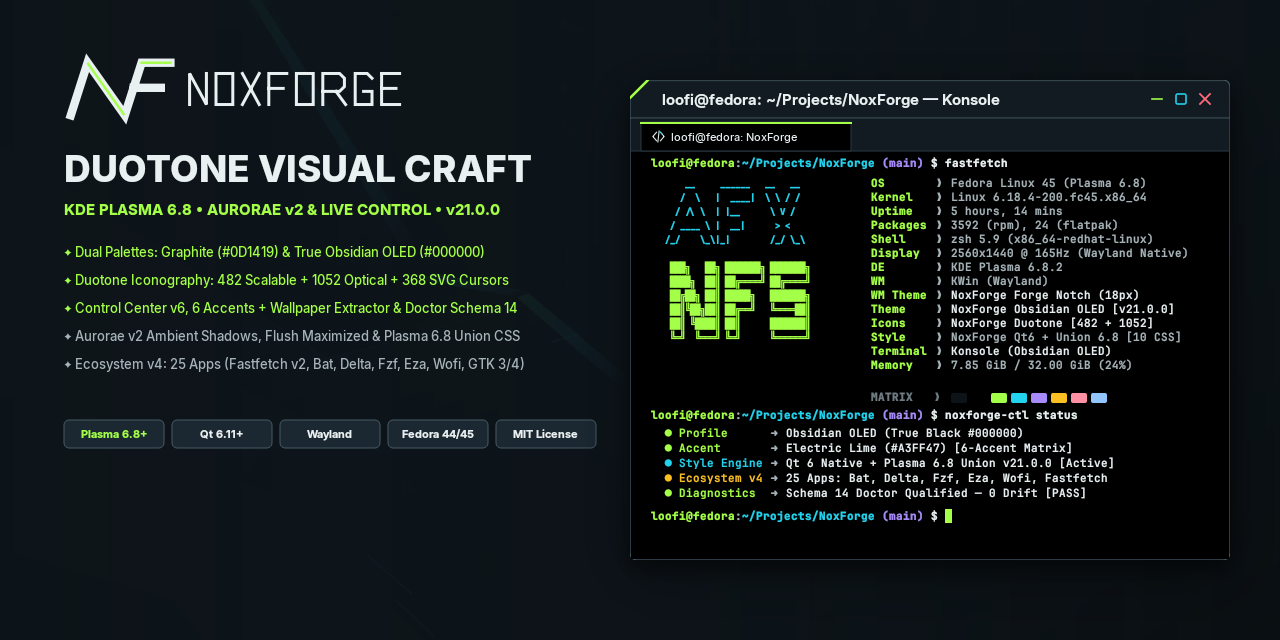 NF NOXFORGE
DUOTONE VISUAL CRAFT
KDE PLASMA 6.8 • AURORAE v2 & LIVE CONTROL • v21.0.0
✦ Dual Palettes: Graphite (#0D1419) & True Obsidian OLED (#000000)
✦ Duotone Iconography: 482 Scalable + 1052 Optical + 368 SVG Cursors
✦ Control Center v6, 6 Accents + Wallpaper Extractor & Doctor Schema 14
✦ Aurorae v2 Ambient Shadows, Flush Maximized & Plasma 6.8 Union CSS
✦ Ecosystem v4: 25 Apps (Fastfetch v2, Bat, Delta, Fzf, Eza, Wofi, GTK 3/4)
Plasma 6.8+
Qt 6.11+
Wayland
Fedora 44/45
MIT License
loofi@fedora: ~/Projects/NoxForge — Konsole
loofi@fedora: NoxForge
loofi@fedora:~/Projects/NoxForge (main) $ fastfetch
AFX
NFS
OS ❫ Fedora Linux 45 (Plasma 6.8)
Kernel ❫ Linux 6.18.4-200.fc45.x86_64
Uptime ❫ 5 hours, 14 mins
Packages ❫ 3592 (rpm), 24 (flatpak)
Shell ❫ zsh 5.9 (x86_64-redhat-linux)
Display ❫ 2560x1440 @ 165Hz (Wayland Native)
DE ❫ KDE Plasma 6.8.2
WM ❫ KWin (Wayland)
WM Theme ❫ NoxForge Forge Notch (18px)
Theme ❫ NoxForge Obsidian OLED [v21.0.0]
Icons ❫ NoxForge Duotone [482 + 1052]
Style ❫ NoxForge Qt6 + Union 6.8 [10 CSS]
Terminal ❫ Konsole (Obsidian OLED)
Memory ❫ 7.85 GiB / 32.00 GiB (24%)
MATRIX ❫
loofi@fedora:~/Projects/NoxForge (main) $ noxforge-ctl status
● Profile ➜ Obsidian OLED (True Black #000000)
● Accent ➜ Electric Lime (#A3FF47) [6-Accent Matrix]
● Style Engine ➜ Qt 6 Native + Plasma 6.8 Union v21.0.0 [Active]
● Ecosystem v4 ➜ 25 Apps: Bat, Delta, Fzf, Eza, Wofi, Fastfetch
● Diagnostics ➜ Schema 14 Doctor Qualified — 0 Drift [PASS]
loofi@fedora:~/Projects/NoxForge (main) $